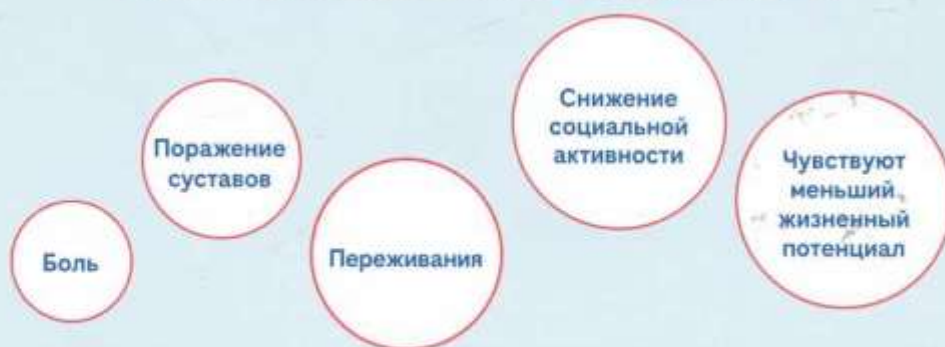 Боль
Поражение
суставов
Переживания
Снижение
социальной
активности
Чувствуют
меньший
жизненный
потенциал